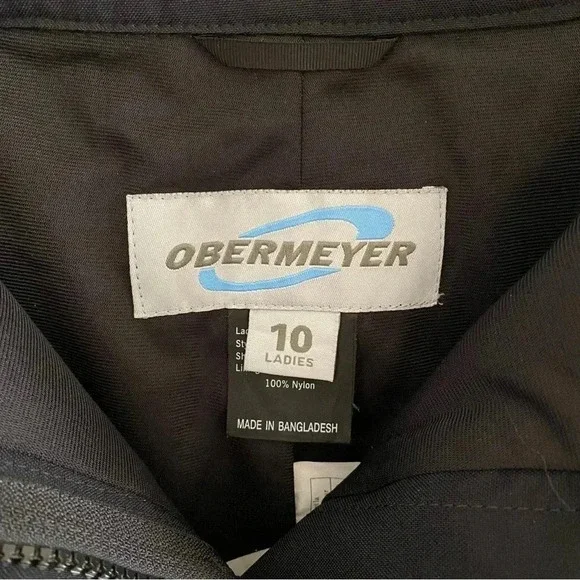 OBERMEYER
10
LADIES
100% Nylon
MADE IN BANGLADESH